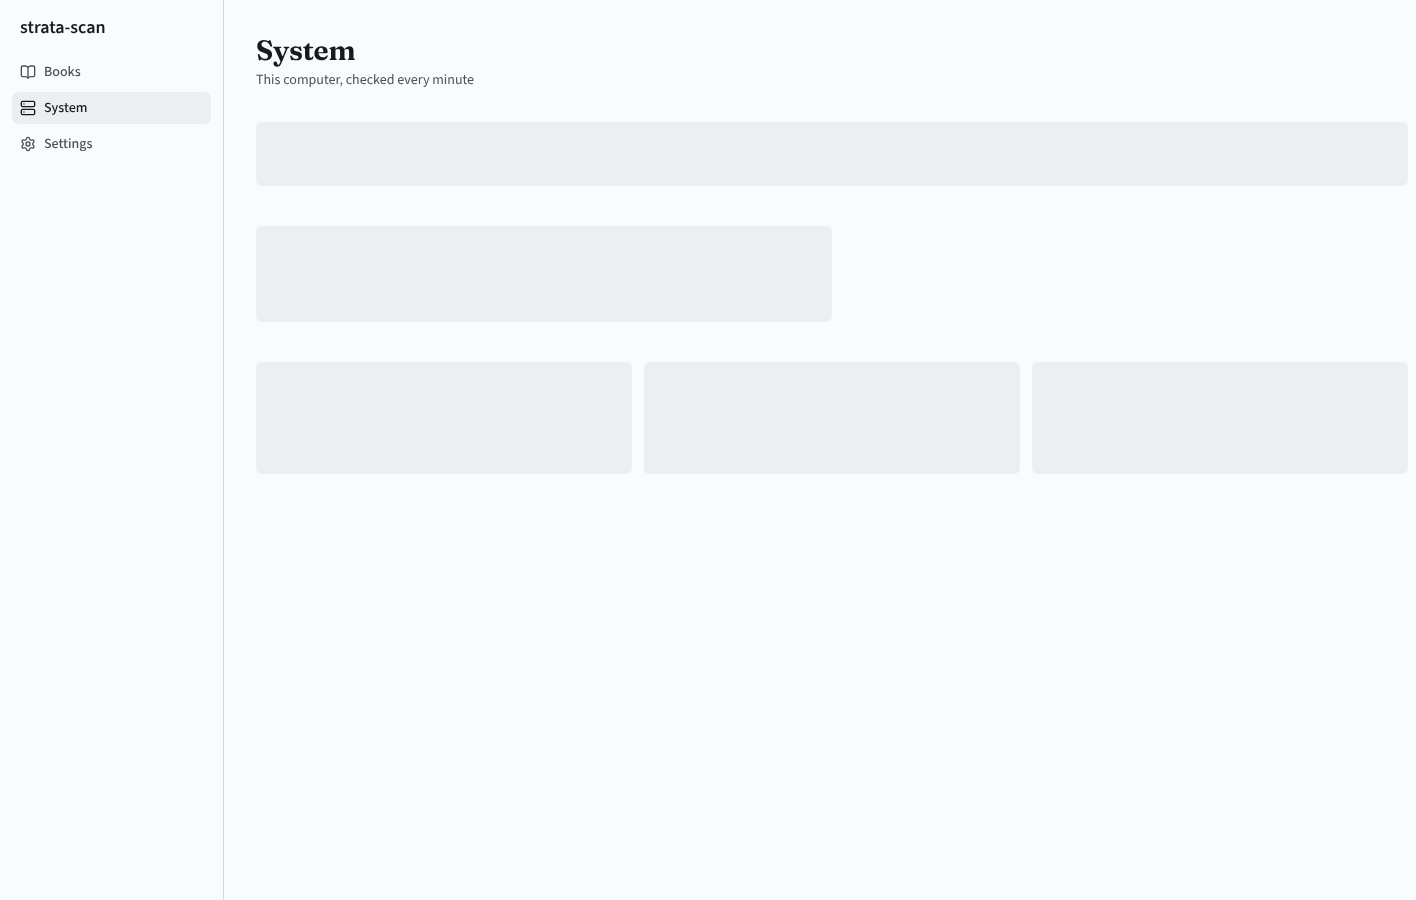 strata-scan
Books
System
Settings
System
This computer, checked every minute